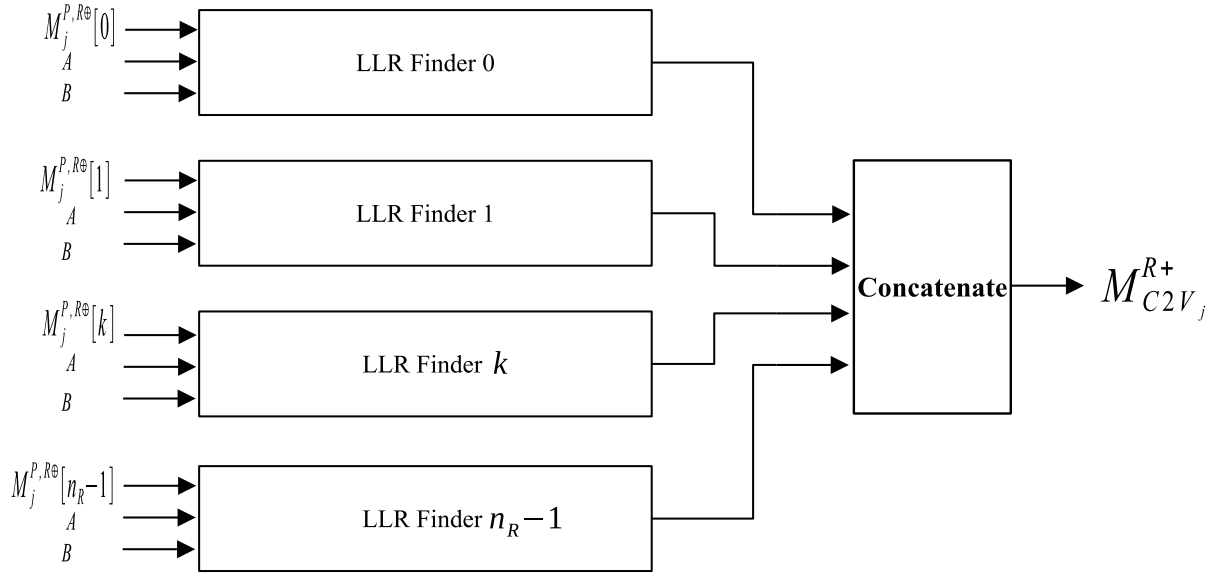 M_j^{P,R⊕}[0]
A
B
LLR Finder 0
M_j^{P,R⊕}[1]
A
B
LLR Finder 1
M_j^{P,R⊕}[k]
A
B
LLR Finder k
M_j^{P,R⊕}[n_R−1]
A
B
LLR Finder n_R−1
Concatenate
M_{C2V_j}^{R+}